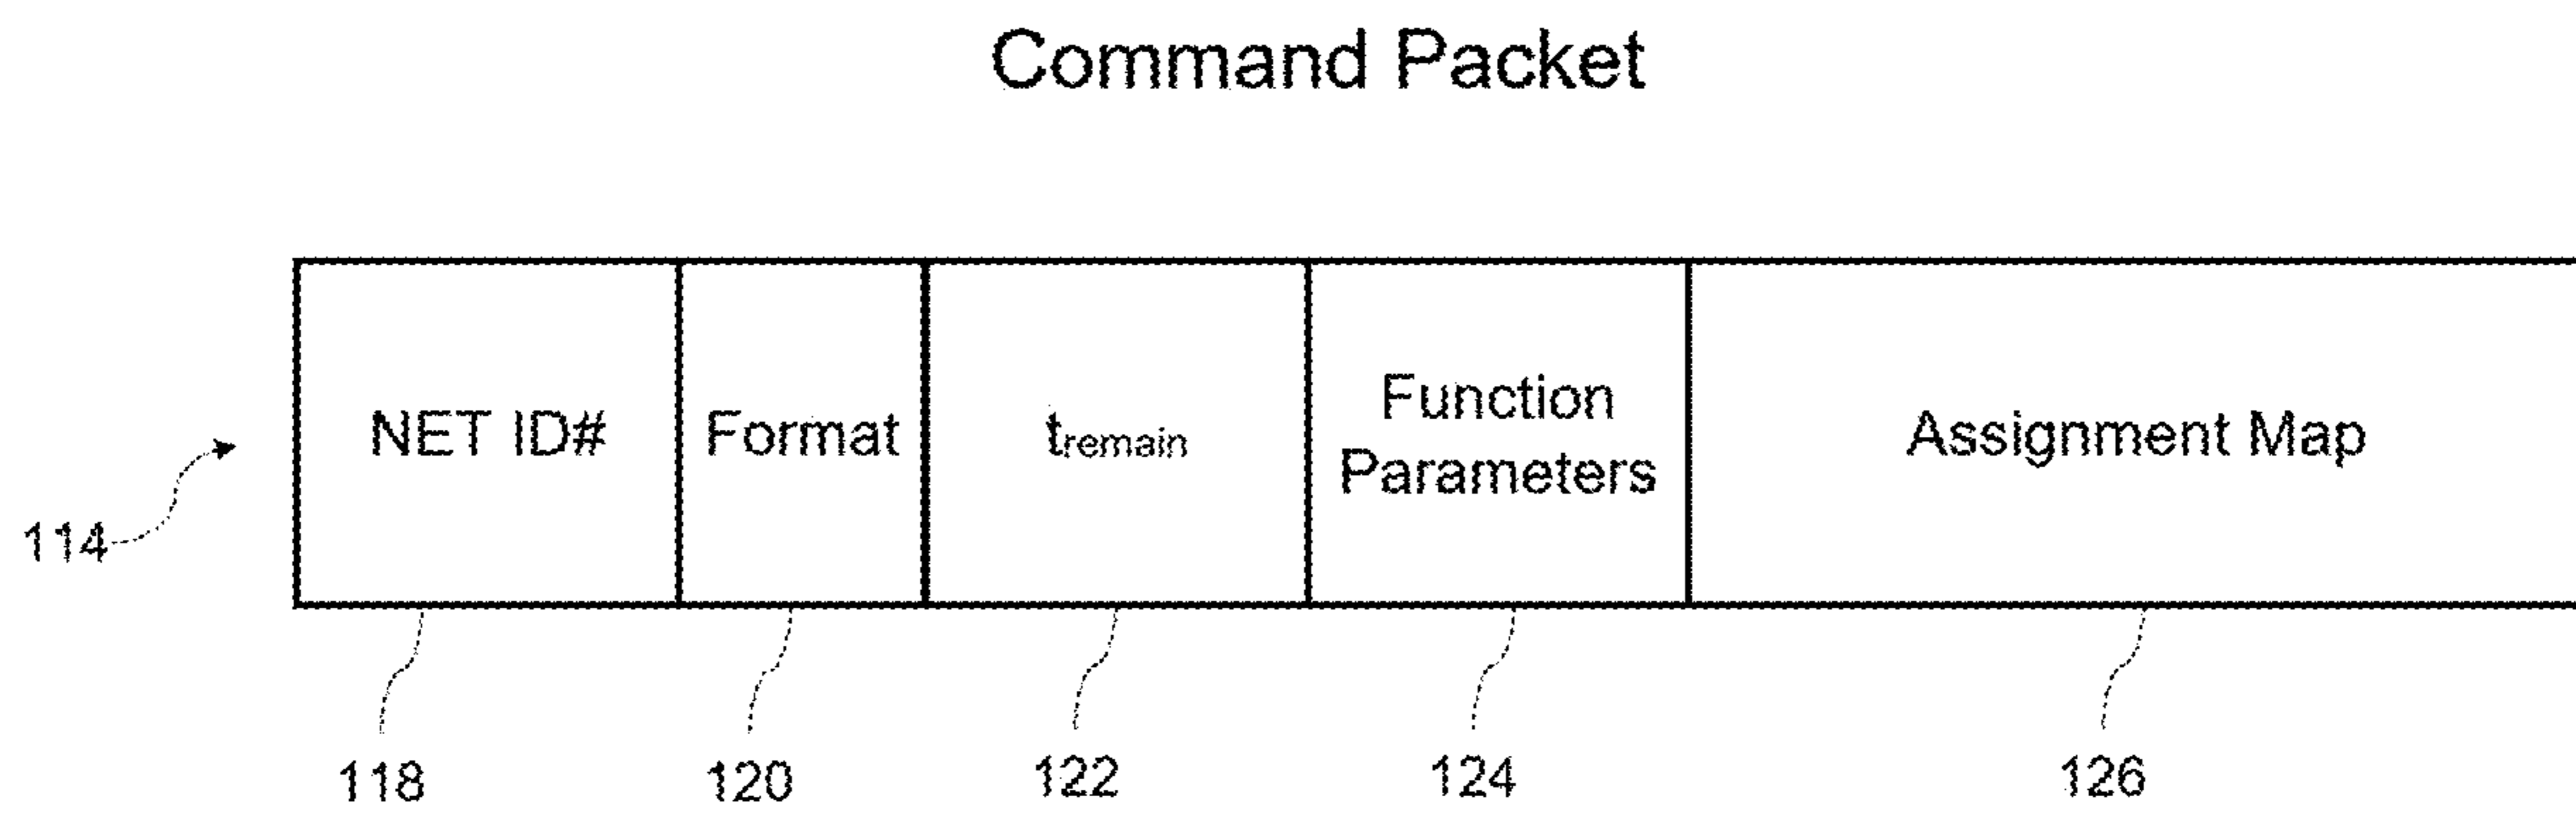 Command Packet
NET ID#
Format
tremain
Function
Parameters
Assignment Map
114
118
120
122
124
126